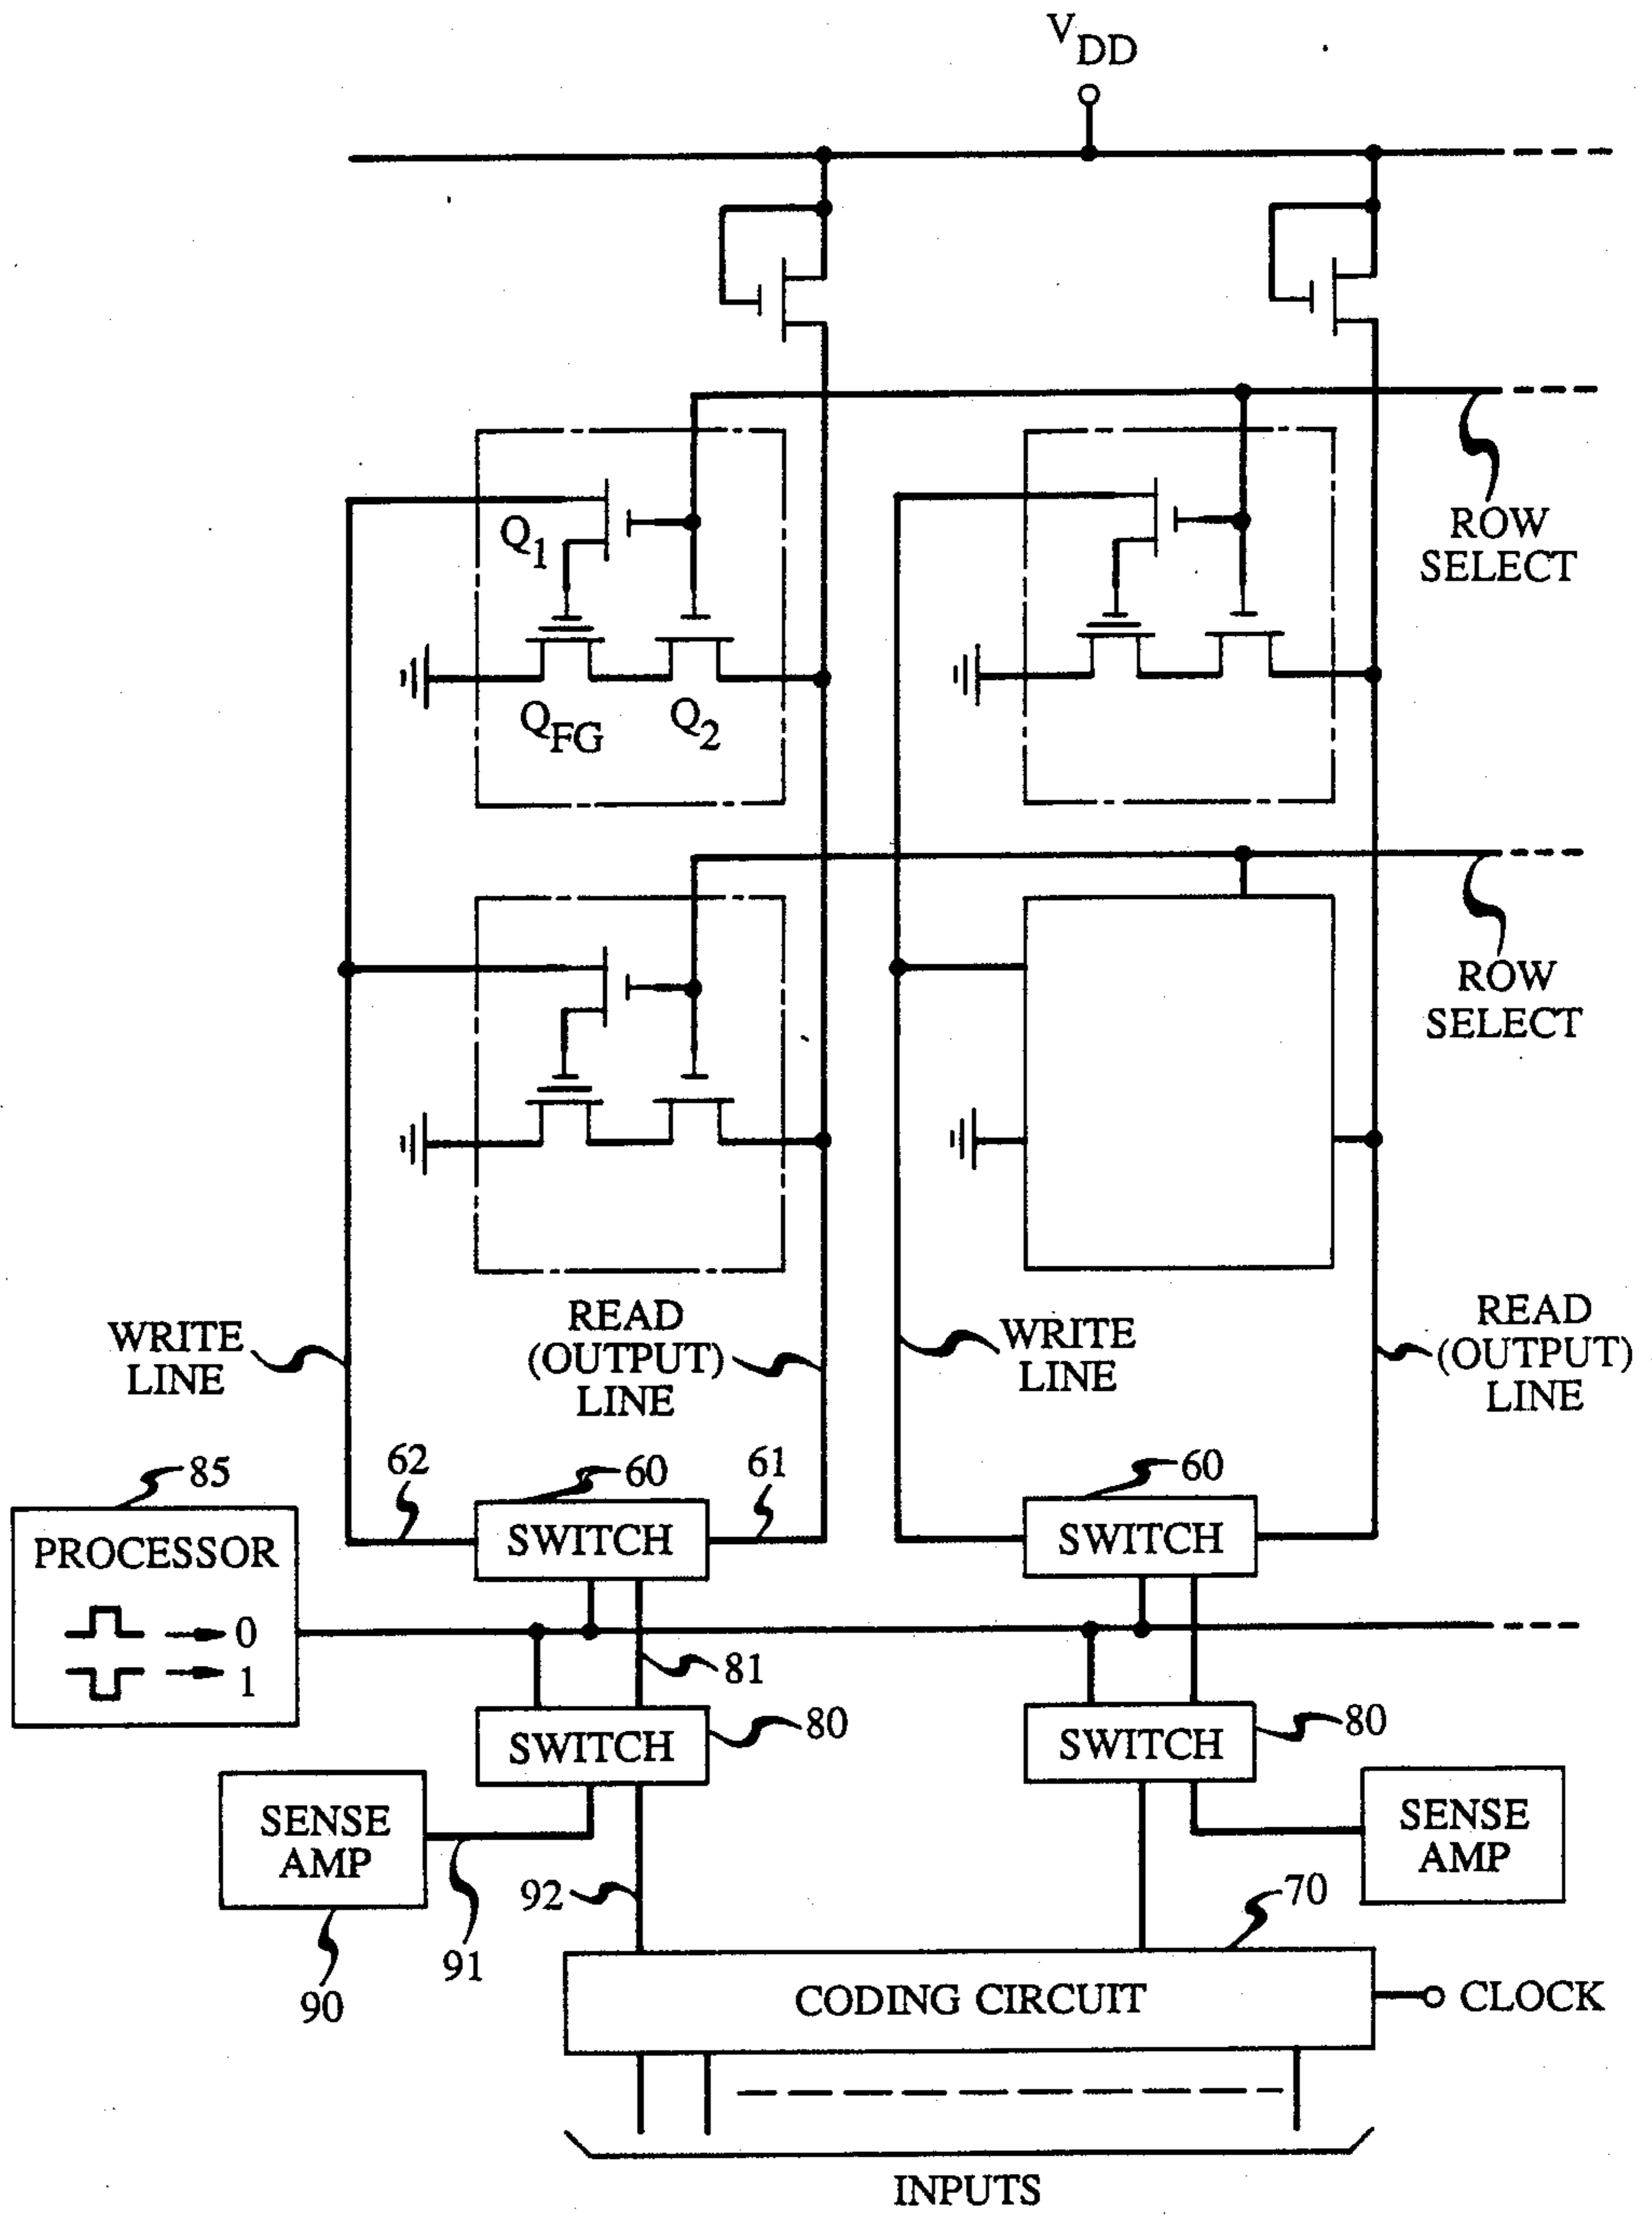 V DD
ROW
SELECT
Q1
QFG
Q2
ROW
SELECT
WRITE
LINE
READ
(OUTPUT)
LINE
WRITE
LINE
READ
(OUTPUT)
LINE
85
62
60
61
60
PROCESSOR
0
1
SWITCH
SWITCH
81
80
80
SWITCH
SWITCH
SENSE
AMP
SENSE
AMP
92
91
90
70
CODING CIRCUIT
CLOCK
INPUTS